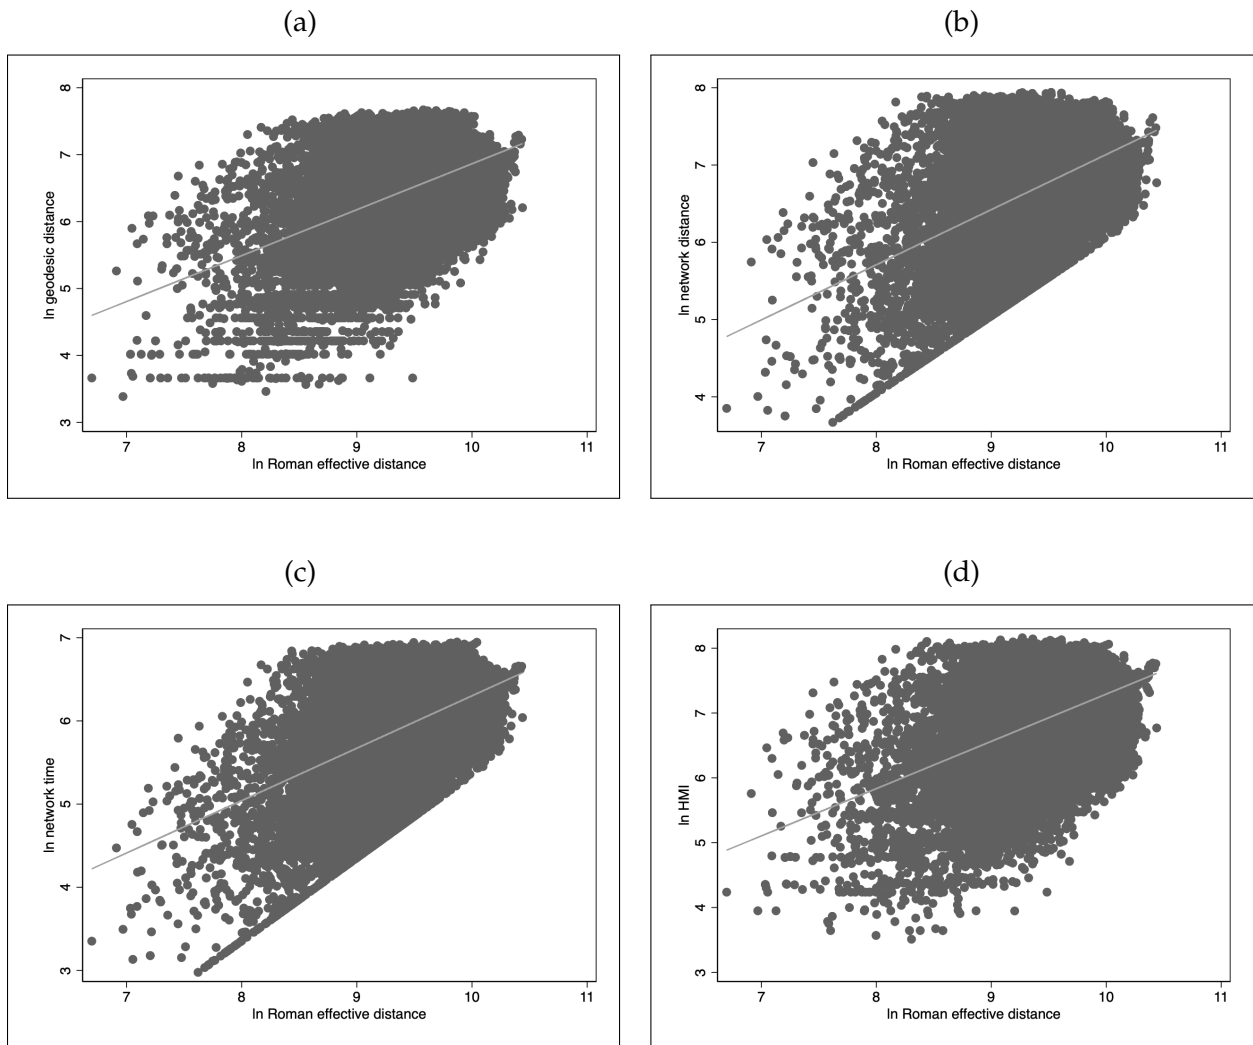 (a)
8
7
6
5
4
3
ln geodesic distance
7 8 9 10 11
ln Roman effective distance
(b)
8
7
6
5
4
ln network distance
7 8 9 10 11
ln Roman effective distance
(c)
7
6
5
4
3
ln network time
7 8 9 10 11
ln Roman effective distance
(d)
8
7
6
5
4
3
ln HMI
7 8 9 10 11
ln Roman effective distance